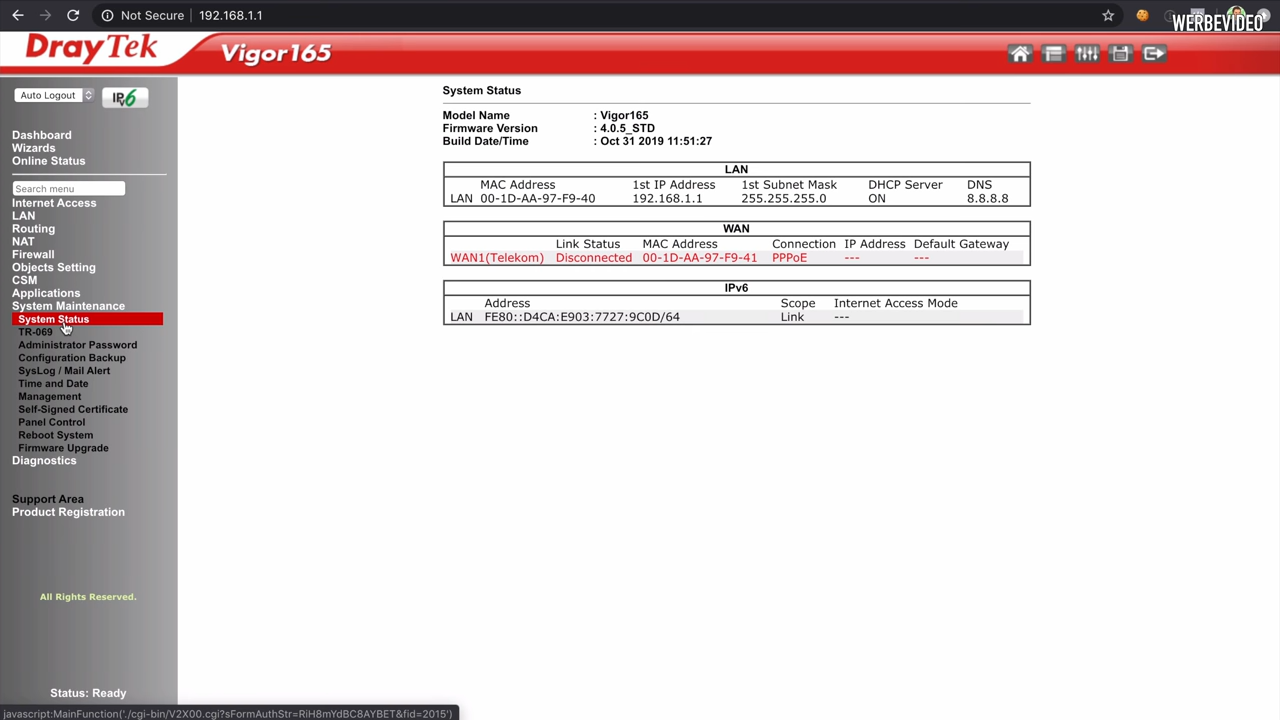 Not Secure | 192.168.1.1
WERBEVIDEO
DrayTek
Vigor165
Auto Logout
IPv6
Dashboard
Wizards
Online Status
Search menu
Internet Access
LAN
Routing
NAT
Firewall
Objects Setting
CSM
Applications
System Maintenance
System Status
TR-069
Administrator Password
Configuration Backup
SysLog / Mail Alert
Time and Date
Management
Self-Signed Certificate
Panel Control
Reboot System
Firmware Upgrade
Diagnostics
Support Area
Product Registration
All Rights Reserved.
Status: Ready
System Status
Model Name : Vigor165
Firmware Version : 4.0.5_STD
Build Date/Time : Oct 31 2019 11:51:27
LAN
MAC Address 1st IP Address 1st Subnet Mask DHCP Server DNS
LAN 00-1D-AA-97-F9-40 192.168.1.1 255.255.255.0 ON 8.8.8.8
WAN
Link Status MAC Address Connection IP Address Default Gateway
WAN1(Telekom) Disconnected 00-1D-AA-97-F9-41 PPPoE --- ---
IPv6
Address Scope Internet Access Mode
LAN FE80::D4CA:E903:7727:9C0D/64 Link ---
javascript:MainFunction('./cgi-bin/V2X00.cgi?sFormAuthStr=RiH8mYdBC8AYBET&fid=2015')